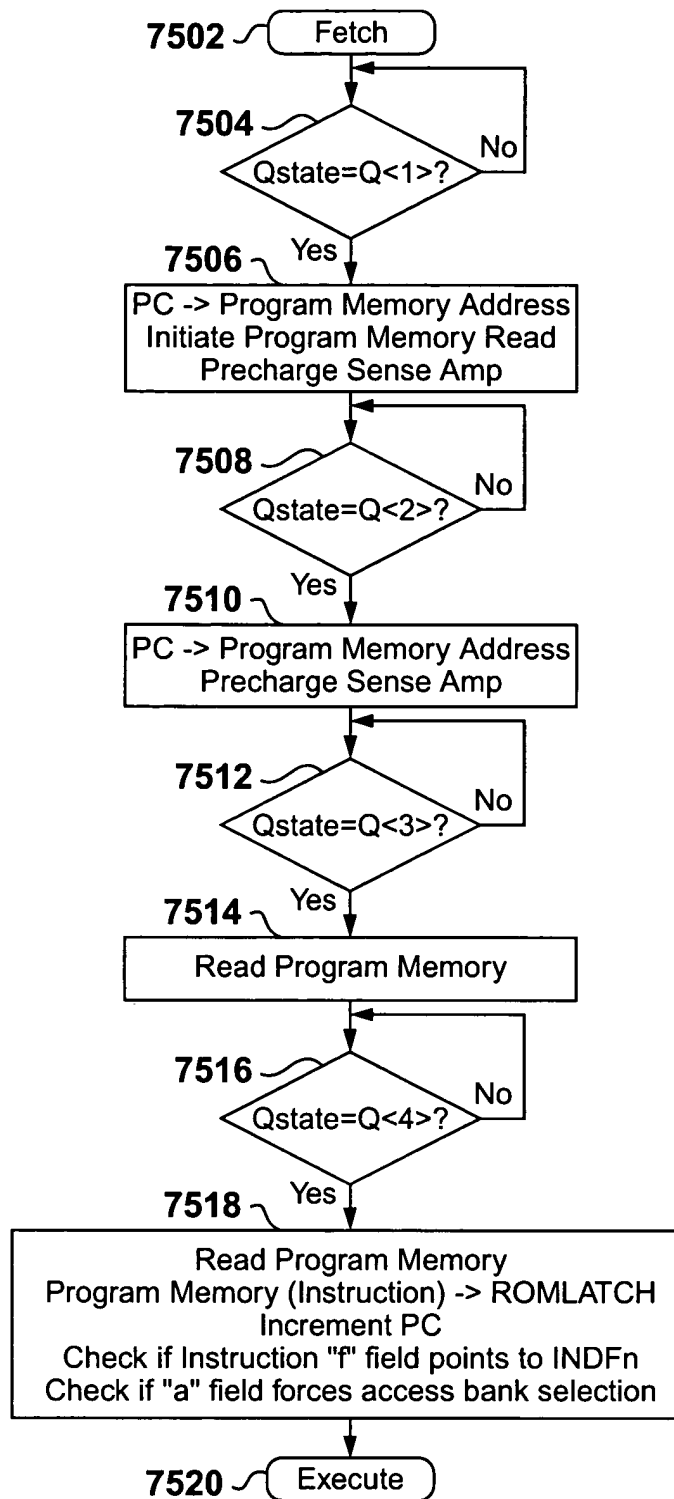 7502
Fetch
7504
Qstate=Q<1>?
No
Yes
7506
PC -> Program Memory Address
Initiate Program Memory Read
Precharge Sense Amp
7508
Qstate=Q<2>?
No
Yes
7510
PC -> Program Memory Address
Precharge Sense Amp
7512
Qstate=Q<3>?
No
Yes
7514
Read Program Memory
7516
Qstate=Q<4>?
No
Yes
7518
Read Program Memory
Program Memory (Instruction) -> ROMLATCH
Increment PC
Check if Instruction "f" field points to INDFn
Check if "a" field forces access bank selection
7520
Execute